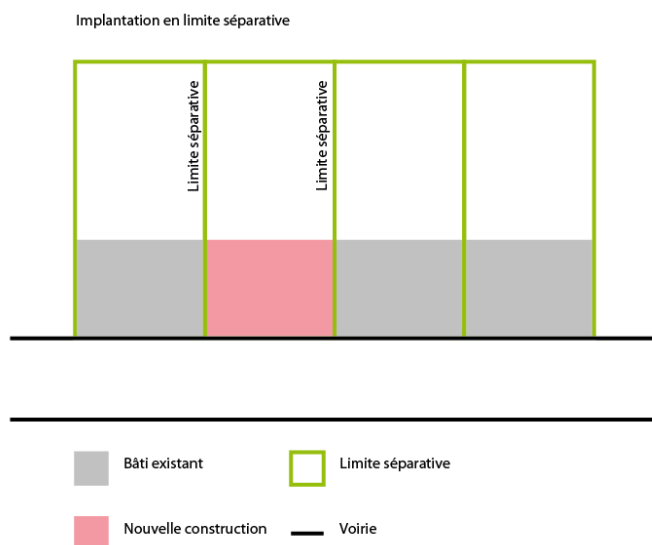 Implantation en limite séparative
Limite séparative
Limite séparative
Bâti existant
Limite séparative
Nouvelle construction
Voirie